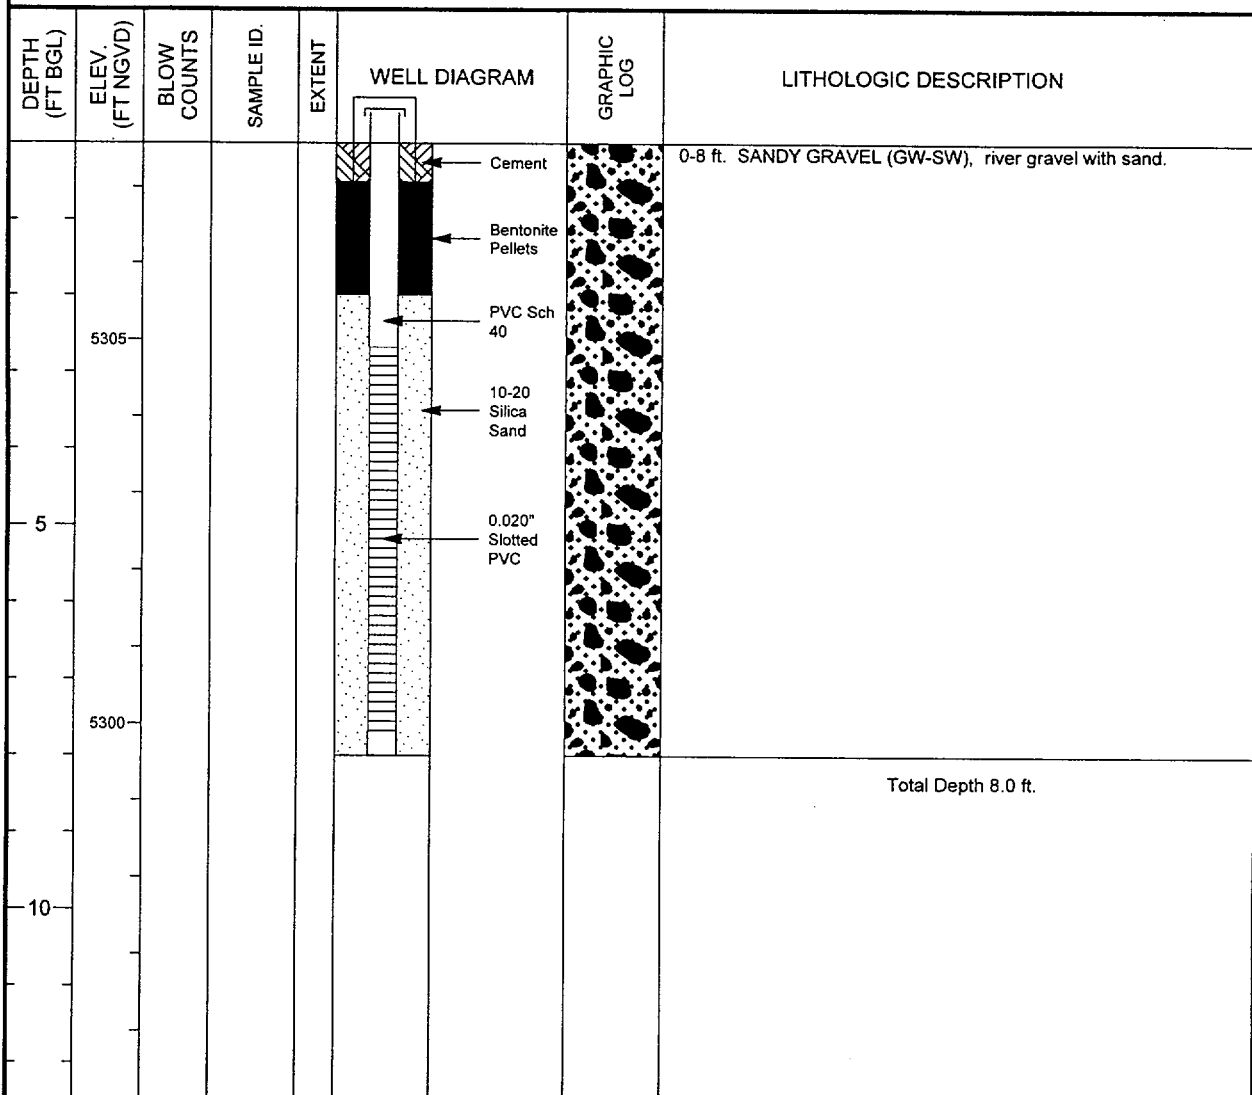 DEPTH
(FT BGL)
ELEV.
(FT NGVD)
BLOW
COUNTS
SAMPLE ID.
EXTENT
WELL DIAGRAM
GRAPHIC
LOG
LITHOLOGIC DESCRIPTION
Cement
0-8 ft. SANDY GRAVEL (GW-SW), river gravel with sand.
Bentonite
Pellets
PVC Sch
40
5305
10-20
Silica
Sand
5
0.020"
Slotted
PVC
5300
Total Depth 8.0 ft.
10